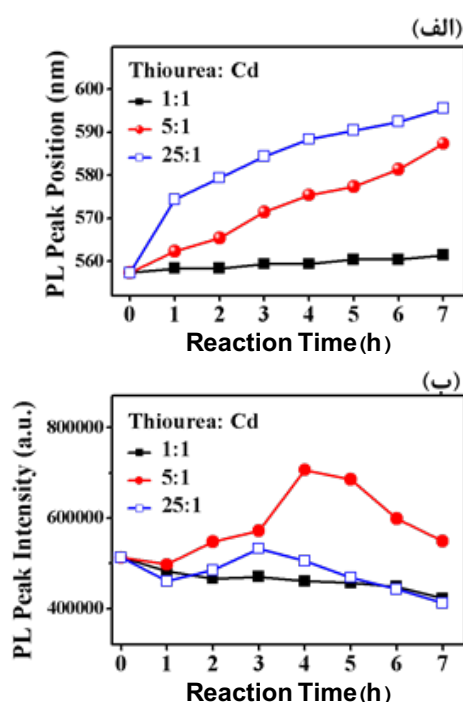 (الف)
Thiourea: Cd
1:1
5:1
25:1
PL Peak Position (nm)
600
590
580
570
560
0 1 2 3 4 5 6 7
Reaction Time(h)
(ب)
Thiourea: Cd
1:1
5:1
25:1
PL Peak Intensity (a.u.)
800000
600000
400000
0 1 2 3 4 5 6 7
Reaction Time(h)